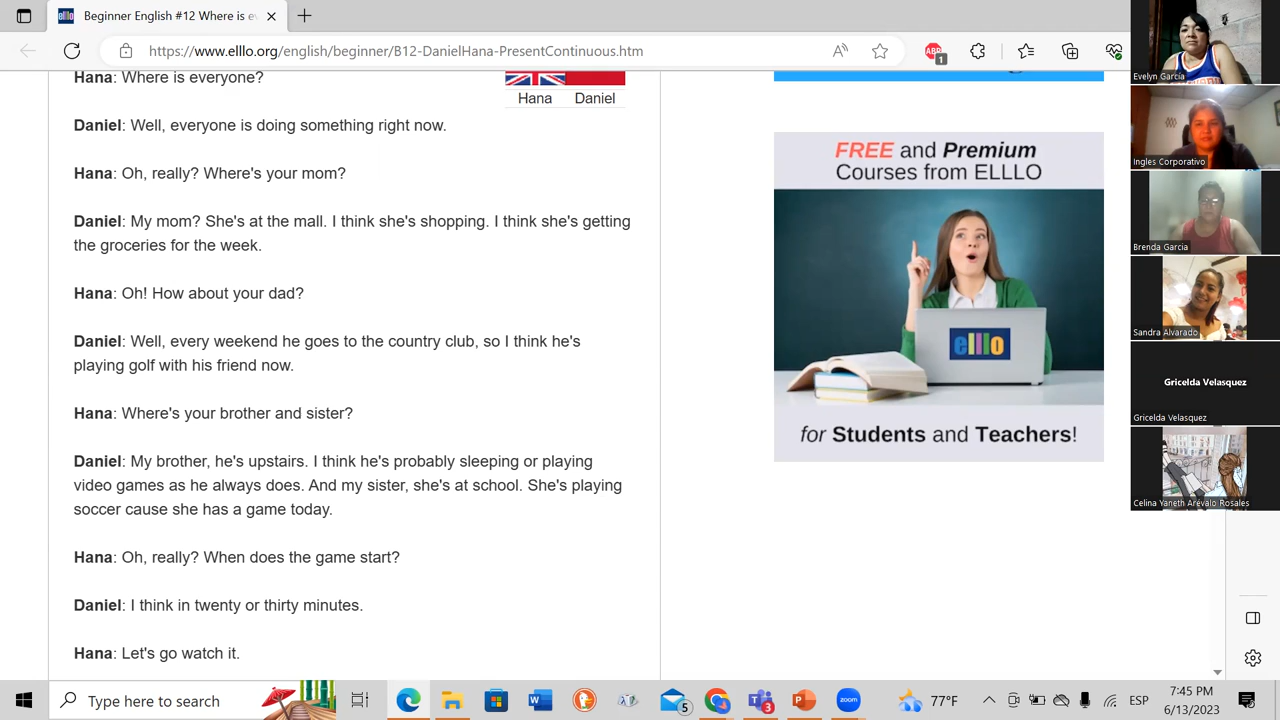 Beginner English #12 Where is e
https://www.elllo.org/english/beginner/B12-DanielHana-PresentContinuous.htm
ABP
1
Hana: Where is everyone?
Hana Daniel
Daniel: Well, everyone is doing something right now.
Hana: Oh, really? Where's your mom?
Daniel: My mom? She's at the mall. I think she's shopping. I think she's getting
the groceries for the week.
Hana: Oh! How about your dad?
Daniel: Well, every weekend he goes to the country club, so I think he's
playing golf with his friend now.
Hana: Where's your brother and sister?
Daniel: My brother, he's upstairs. I think he's probably sleeping or playing
video games as he always does. And my sister, she's at school. She's playing
soccer cause she has a game today.
Hana: Oh, really? When does the game start?
Daniel: I think in twenty or thirty minutes.
Hana: Let's go watch it.
FREE and Premium
Courses from ELLLO
elllo
for Students and Teachers!
Evelyn García
Ingles Corporativo
Brenda Garcia
Sandra Alvarado
Gricelda Velasquez
Gricelda Velasquez
Celina Yaneth Arévalo Rosales
Type here to search
5
3
zoom
77°F
ESP
7:45 PM
6/13/2023